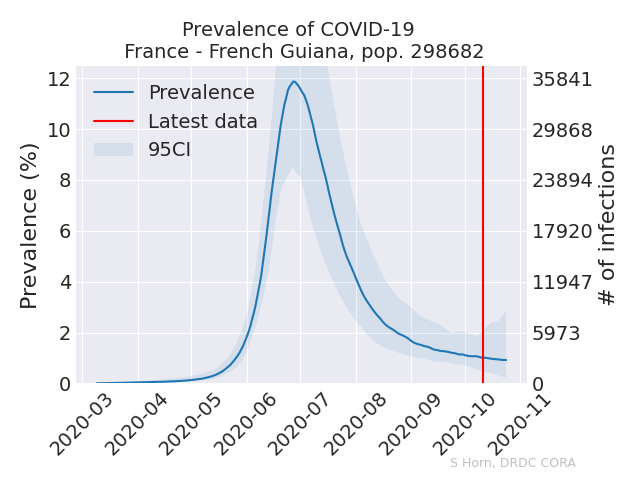 Prevalence of COVID-19
France - French Guiana, pop. 298682
Prevalence (%)
12
10
8
6
4
2
0
Prevalence
Latest data
95CI
35841
29868
23894
17920
11947
5973
0
# of infections
2020-03
2020-04
2020-05
2020-06
2020-07
2020-08
2020-09
2020-10
2020-11
S Horn, DRDC CORA